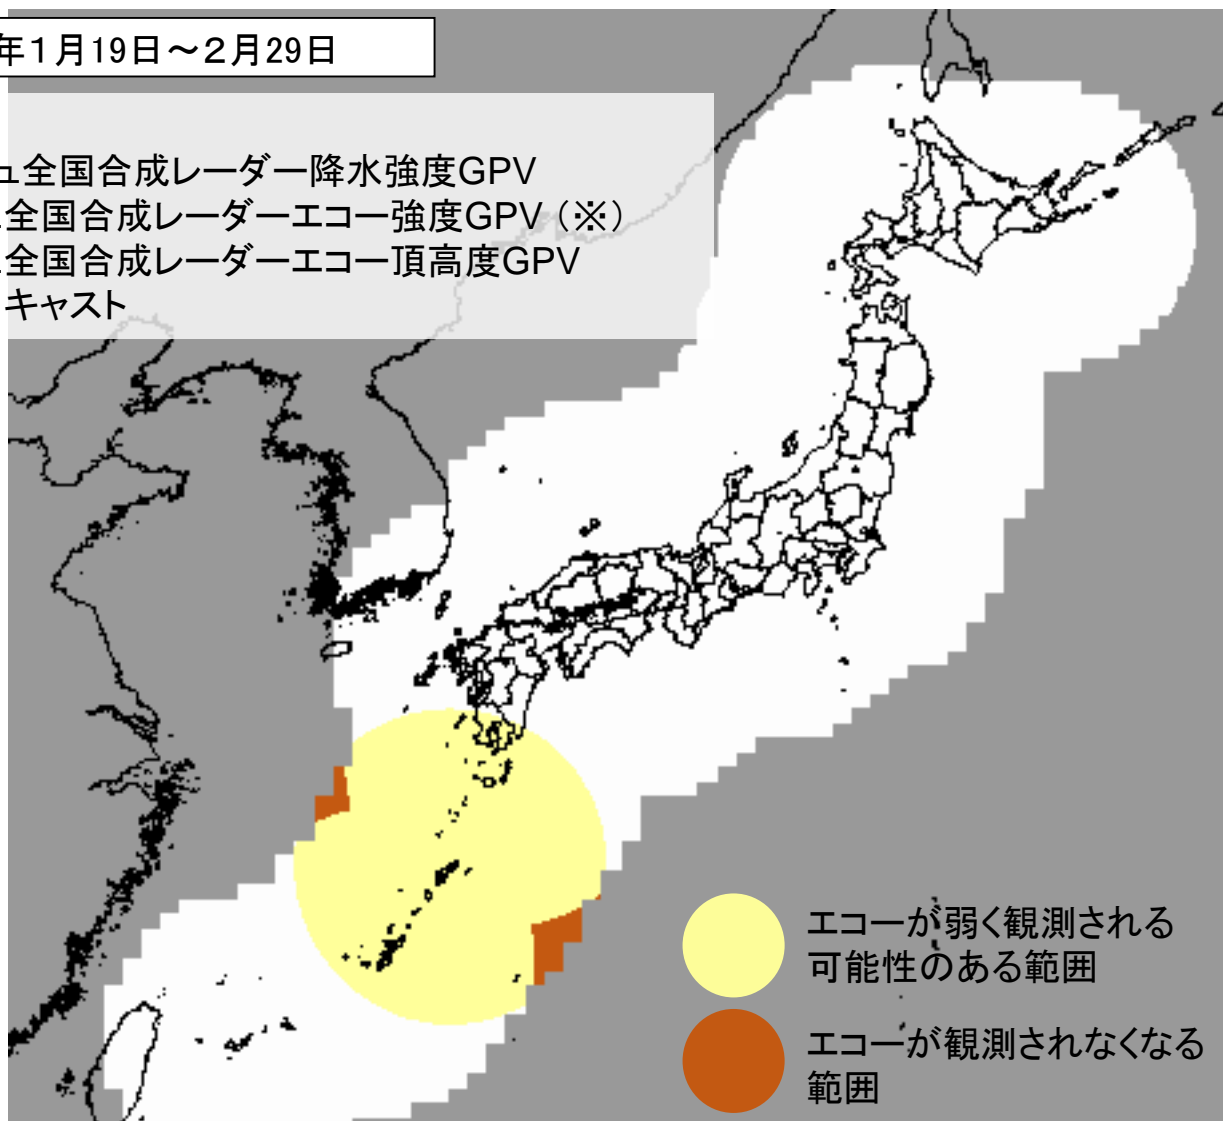 年１月19日～２月29日
ュ全国合成レーダー降水強度GPV
全国合成レーダーエコー強度GPV（※）
全国合成レーダーエコー頂高度GPV
キャスト
エコーが弱く観測される
可能性のある範囲
エコーが観測されなくなる
範囲